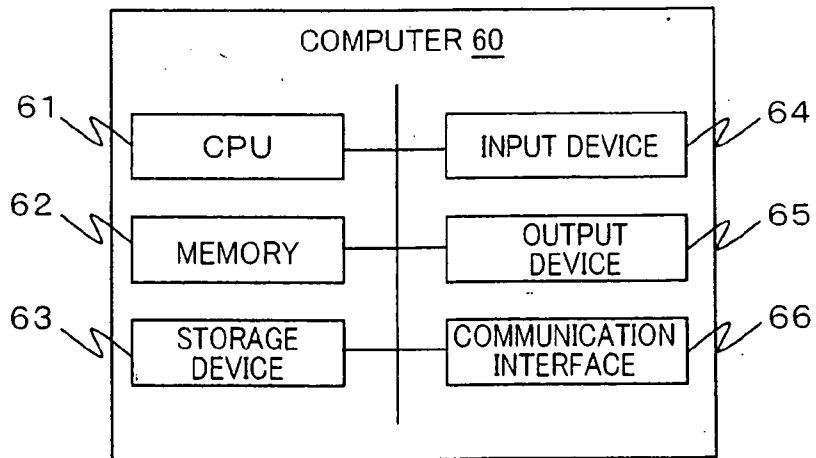 COMPUTER 60
61
CPU
INPUT DEVICE
64
62
MEMORY
OUTPUT
DEVICE
65
63
STORAGE
DEVICE
COMMUNICATION
INTERFACE
66